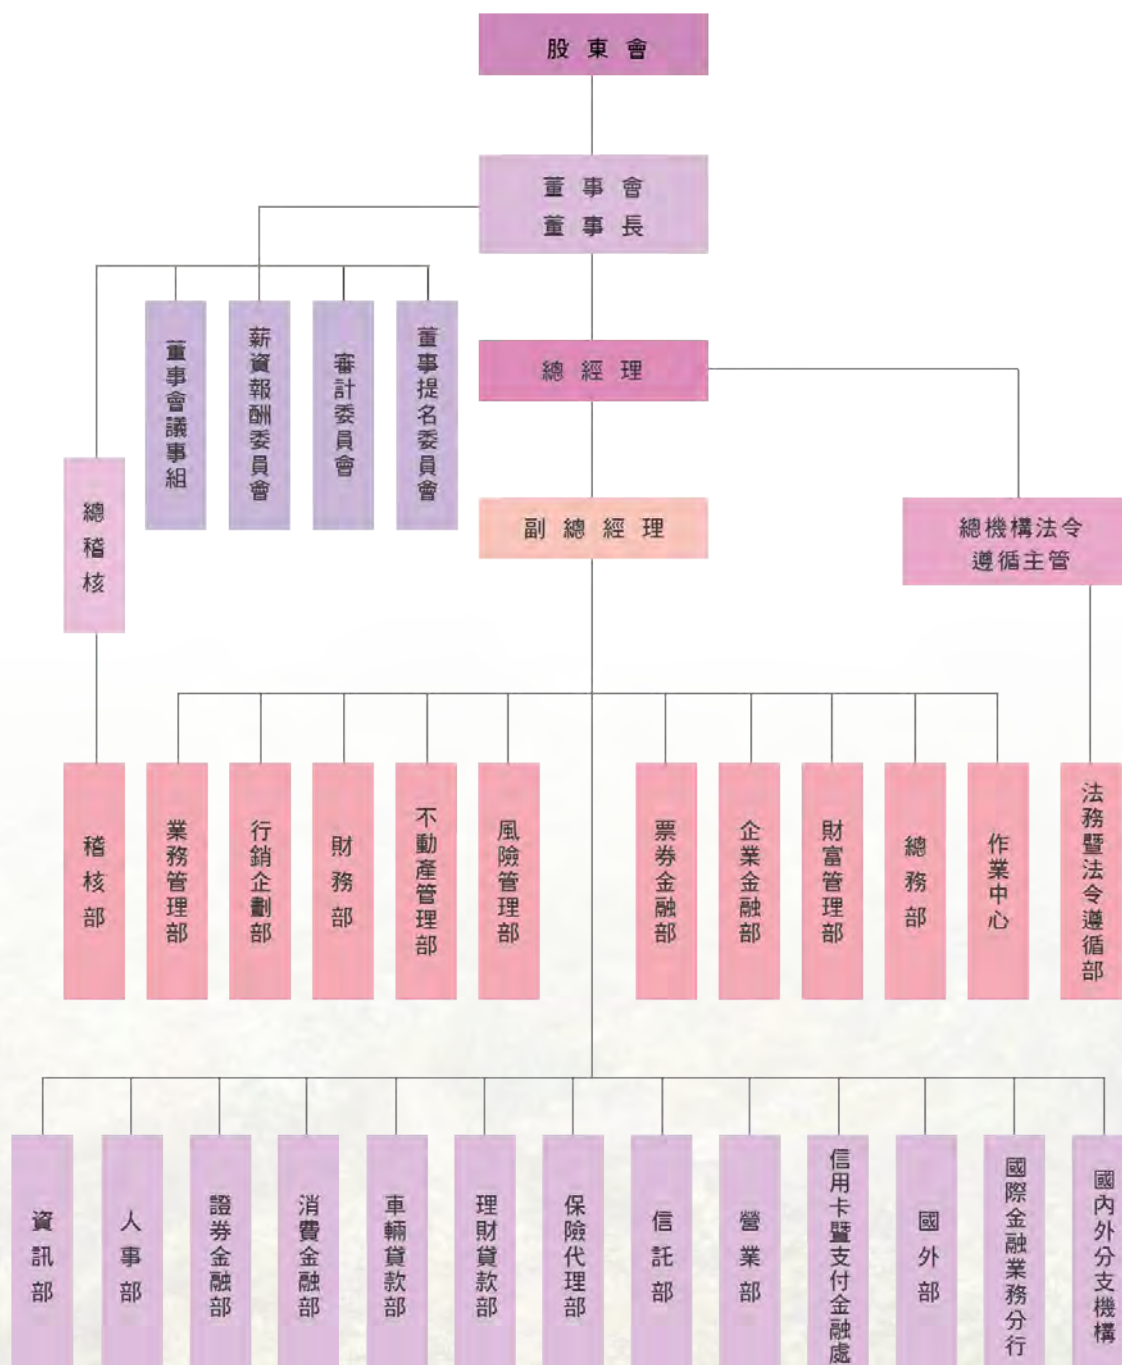 股東會
董事會
董事長
董事會議事組
薪資報酬委員會
審計委員會
董事提名委員會
總經理
總稽核
副總經理
總機構法令
遵循主管
稽核部
業務管理部
行銷企劃部
財務部
不動產管理部
風險管理部
票券金融部
企業金融部
財富管理部
總務部
作業中心
法務暨法令遵循部
資訊部
人事部
證券金融部
消費金融部
車輛貸款部
理財貸款部
保險代理部
信託部
營業部
信用卡暨支付金融處
國外部
國際金融業務分行
國內外分支機構